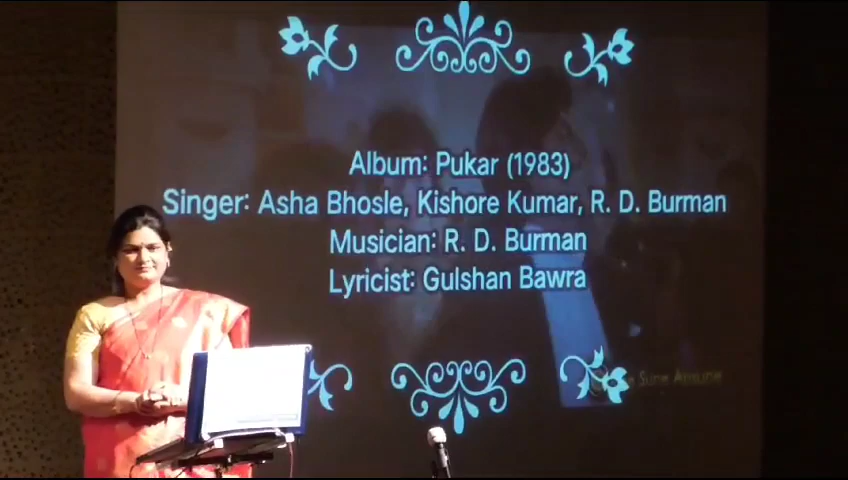 Album: Pukar (1983)
Singer: Asha Bhosle, Kishore Kumar, R. D. Burman
Musician: R. D. Burman
Lyricist: Gulshan Bawra